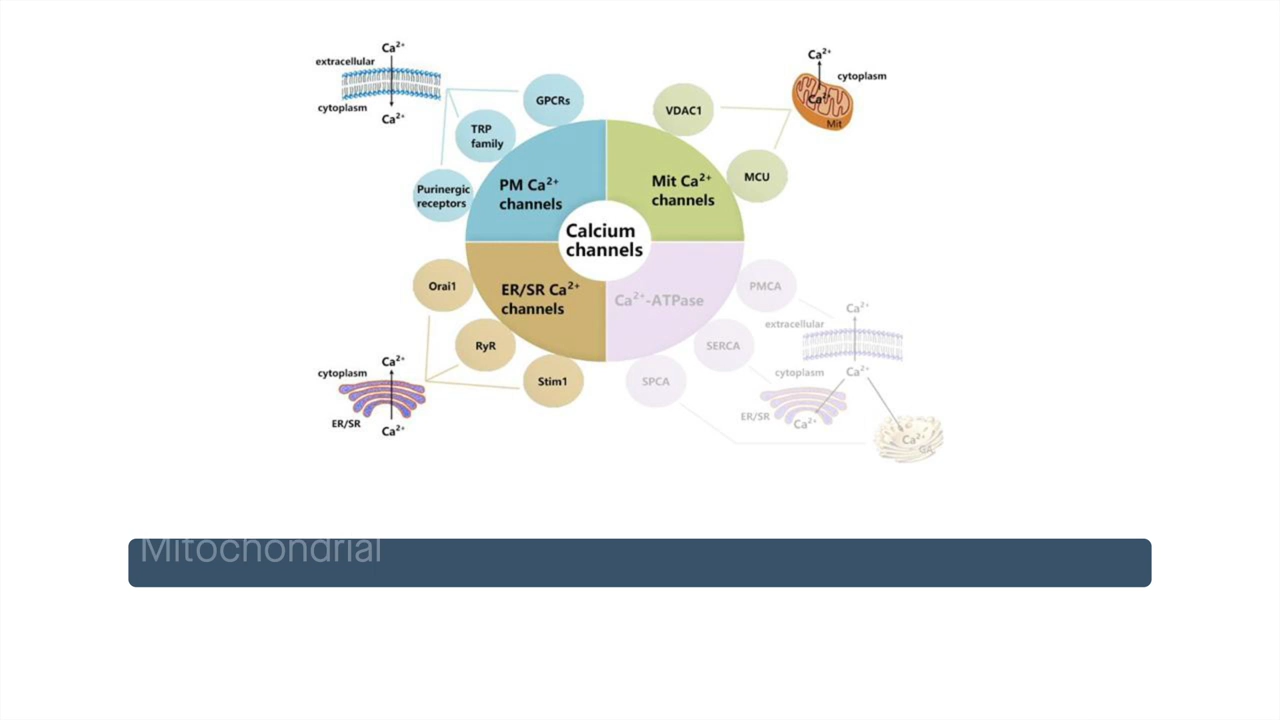 Ca²⁺
extracellular
cytoplasm
Ca²⁺
GPCRs
TRP
family
Purinergic
receptors
PM Ca²⁺
channels
VDAC1
MCU
Ca²⁺
cytoplasm
Ca²⁺
Mit
Mit Ca²⁺
channels
Calcium
channels
ER/SR Ca²⁺
channels
Orai1
RyR
Stim1
Ca²⁺
cytoplasm
ER/SR
Ca²⁺
Ca²⁺-ATPase
PMCA
SERCA
SPCA
Ca²⁺
extracellular
cytoplasm
Ca²⁺
ER/SR
Ca²⁺
Ca²⁺
GA
Mitochondrial